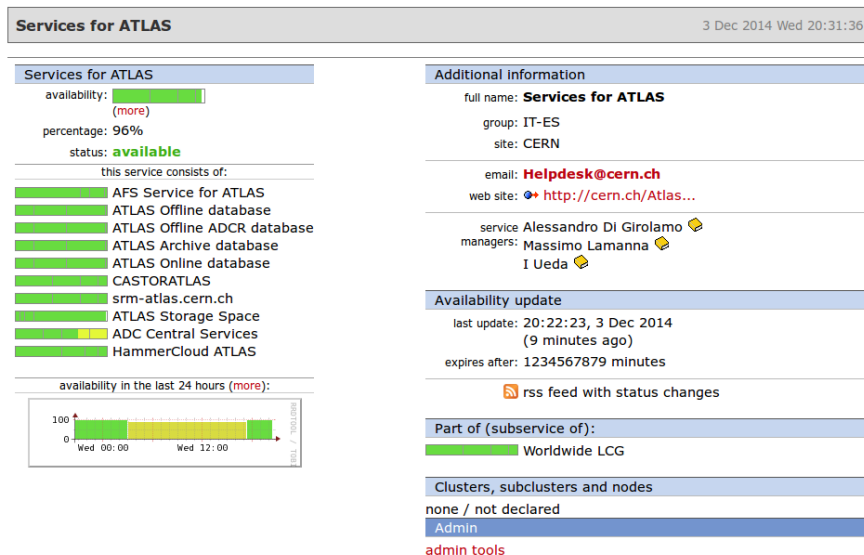 Services for ATLAS
3 Dec 2014 Wed 20:31:36
Services for ATLAS
availability:
(more)
percentage: 96%
status: available
this service consists of:
AFS Service for ATLAS
ATLAS Offline database
ATLAS Offline ADCR database
ATLAS Archive database
ATLAS Online database
CASTORATLAS
srm-atlas.cern.ch
ATLAS Storage Space
ADC Central Services
HammerCloud ATLAS
availability in the last 24 hours (more):
100
0
Wed 00:00 Wed 12:00
RRDTOOL / TOBI
Additional information
full name: Services for ATLAS
group: IT-ES
site: CERN
email: Helpdesk@cern.ch
web site: http://cern.ch/Atlas...
service managers: Alessandro Di Girolamo
Massimo Lamanna
I Ueda
Availability update
last update: 20:22:23, 3 Dec 2014
(9 minutes ago)
expires after: 1234567879 minutes
rss feed with status changes
Part of (subservice of):
Worldwide LCG
Clusters, subclusters and nodes
none / not declared
Admin
admin tools